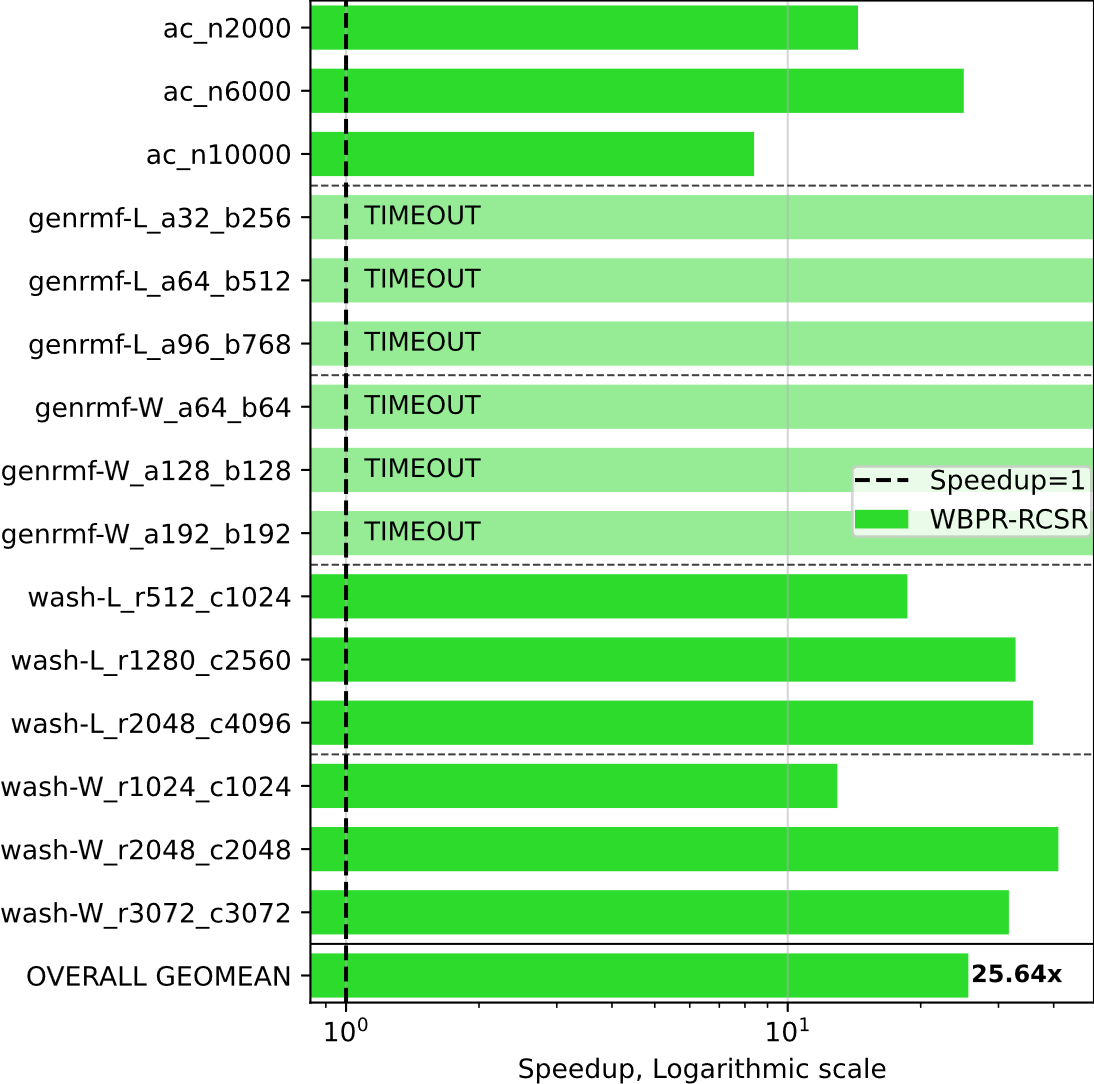 ac_n2000
ac_n6000
ac_n10000
genrmf-L_a32_b256 TIMEOUT
genrmf-L_a64_b512 TIMEOUT
genrmf-L_a96_b768 TIMEOUT
genrmf-W_a64_b64 TIMEOUT
genrmf-W_a128_b128 TIMEOUT
Speedup=1
WBPR-RCSR
genrmf-W_a192_b192 TIMEOUT
wash-L_r512_c1024
wash-L_r1280_c2560
wash-L_r2048_c4096
wash-W_r1024_c1024
wash-W_r2048_c2048
wash-W_r3072_c3072
OVERALL GEOMEAN 25.64x
10⁰ 10¹
Speedup, Logarithmic scale